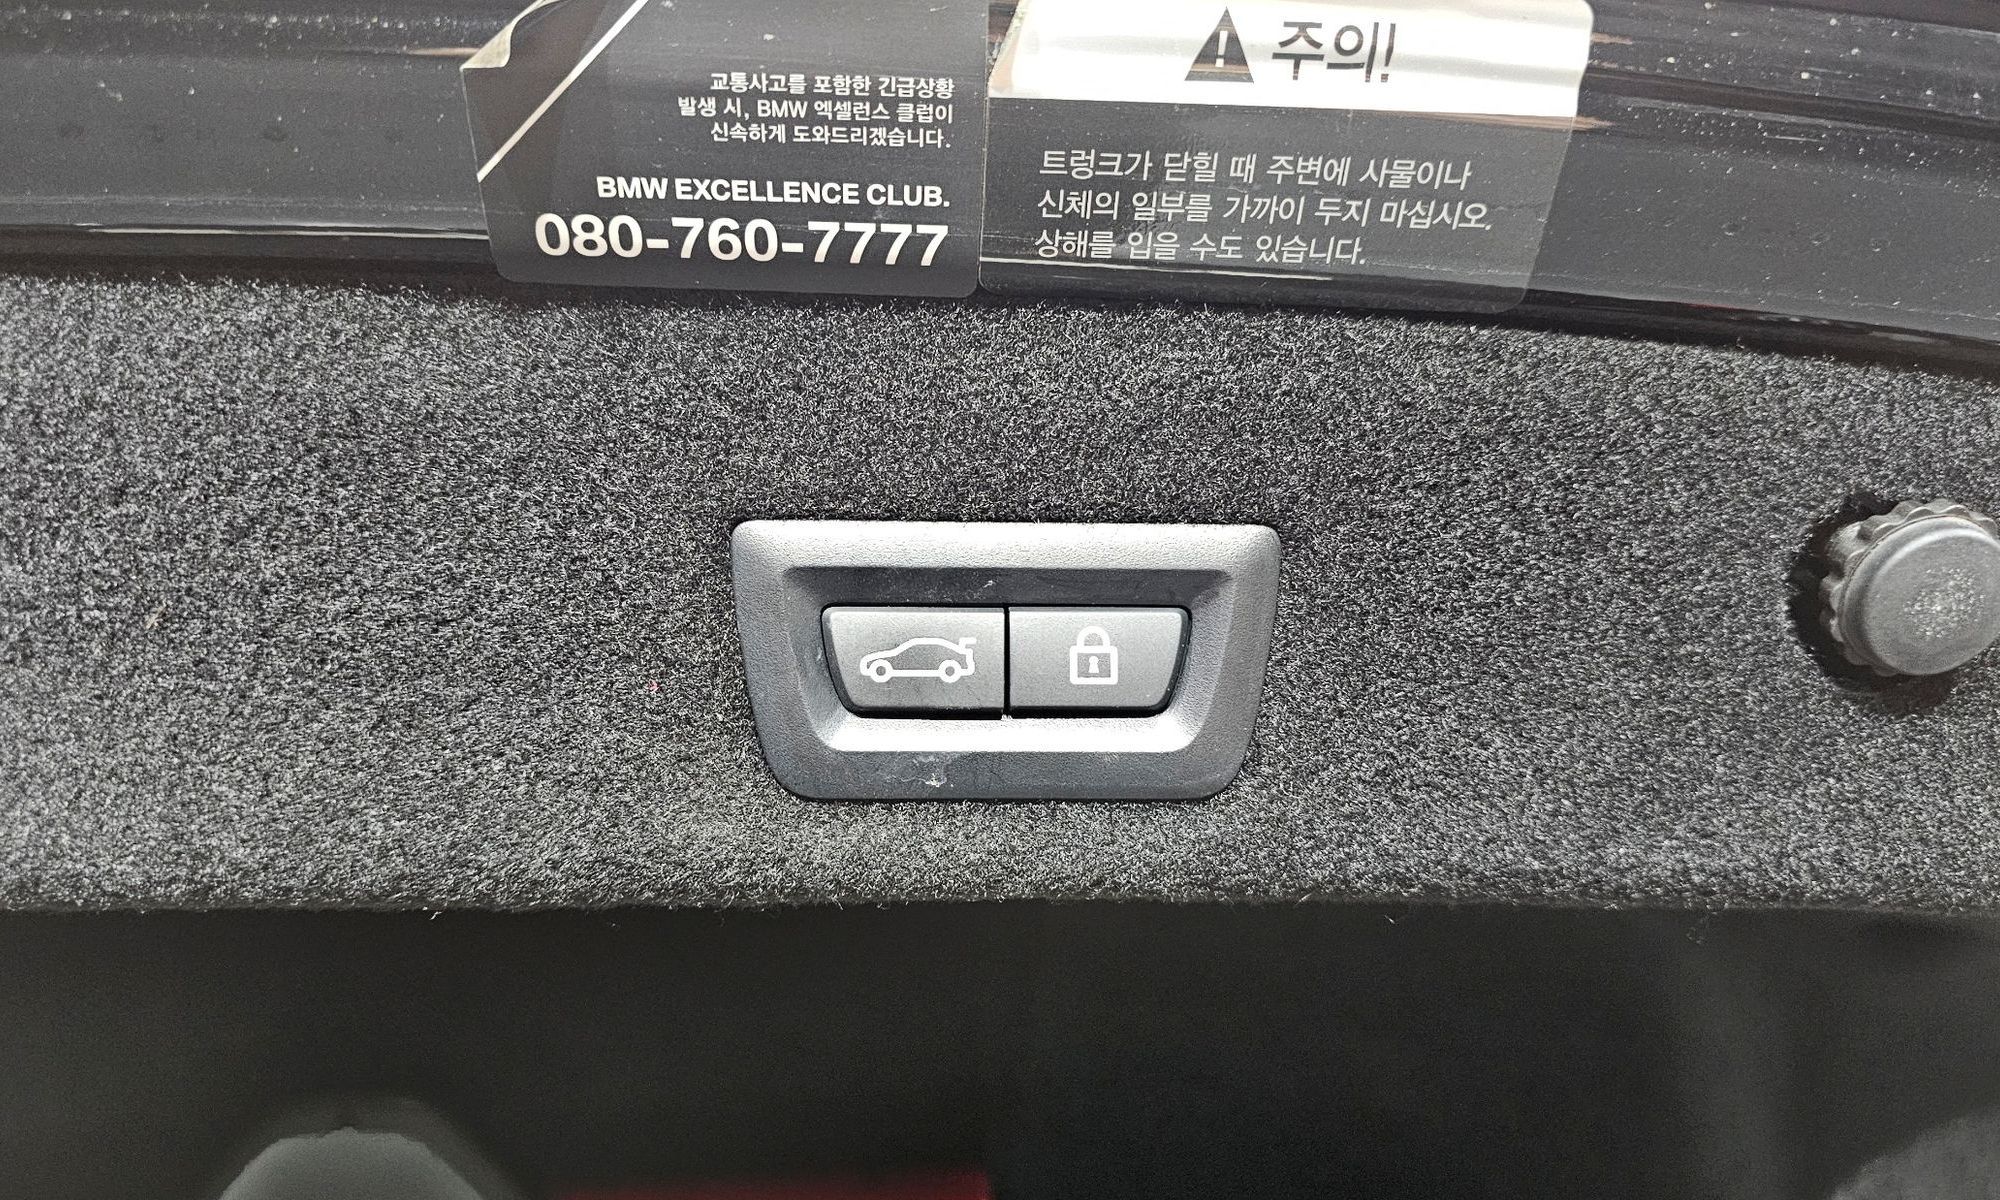 교통사고를 포함한 긴급상황
발생 시, BMW 엑셀런스 클럽이
신속하게 도와드리겠습니다.
BMW EXCELLENCE CLUB.
080-760-7777
주의!
트렁크가 닫힐 때 주변에 사물이나
신체의 일부를 가까이 두지 마십시오.
상해를 입을 수도 있습니다.